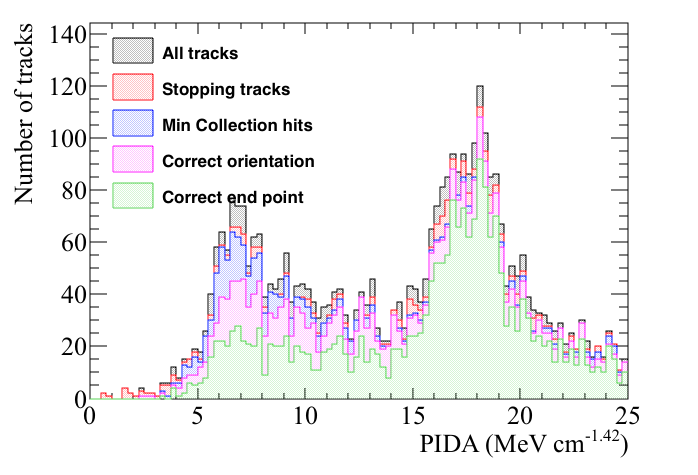 Number of tracks
140
120
100
80
60
40
20
0
All tracks
Stopping tracks
Min Collection hits
Correct orientation
Correct end point
0 5 10 15 20 25
PIDA (MeV cm^-1.42)